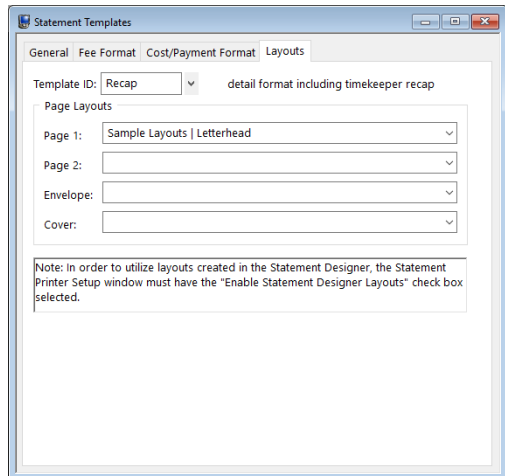 Statement Templates
General Fee Format Cost/Payment Format Layouts
Template ID: Recap detail format including timekeeper recap
Page Layouts
Page 1: Sample Layouts | Letterhead
Page 2:
Envelope:
Cover:
Note: In order to utilize layouts created in the Statement Designer, the Statement
Printer Setup window must have the "Enable Statement Designer Layouts" check box
selected.